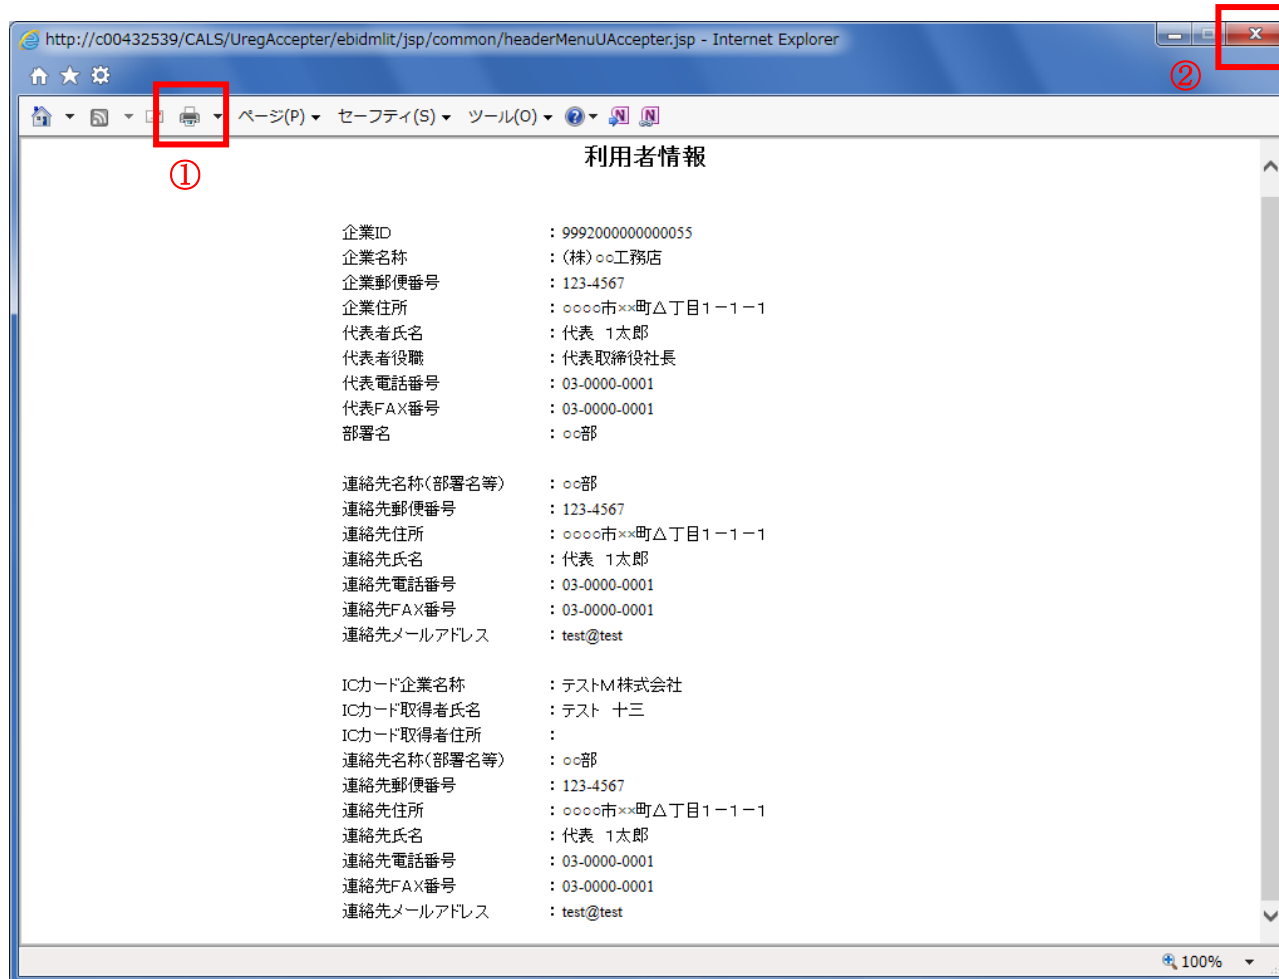 http://c00432539/CALS/UregAccepter/ebidmlit/jsp/common/headerMenuUAccepter.jsp - Internet Explorer
②
ページ(P) セーフティ(S) ツール(O)
①
利用者情報
企業ID : 9992000000000055
企業名称 : (株)○○工務店
企業郵便番号 : 123-4567
企業住所 : ○○○○市××町△丁目1-1-1
代表者氏名 : 代表 1太郎
代表者役職 : 代表取締役社長
代表電話番号 : 03-0000-0001
代表FAX番号 : 03-0000-0001
部署名 : ○○部
連絡先名称(部署名等) : ○○部
連絡先郵便番号 : 123-4567
連絡先住所 : ○○○○市××町△丁目1-1-1
連絡先氏名 : 代表 1太郎
連絡先電話番号 : 03-0000-0001
連絡先FAX番号 : 03-0000-0001
連絡先メールアドレス : test@test
ICカード企業名称 : テストM株式会社
ICカード取得者氏名 : テスト 十三
ICカード取得者住所 :
連絡先名称(部署名等) : ○○部
連絡先郵便番号 : 123-4567
連絡先住所 : ○○○○市××町△丁目1-1-1
連絡先氏名 : 代表 1太郎
連絡先電話番号 : 03-0000-0001
連絡先FAX番号 : 03-0000-0001
連絡先メールアドレス : test@test
100%